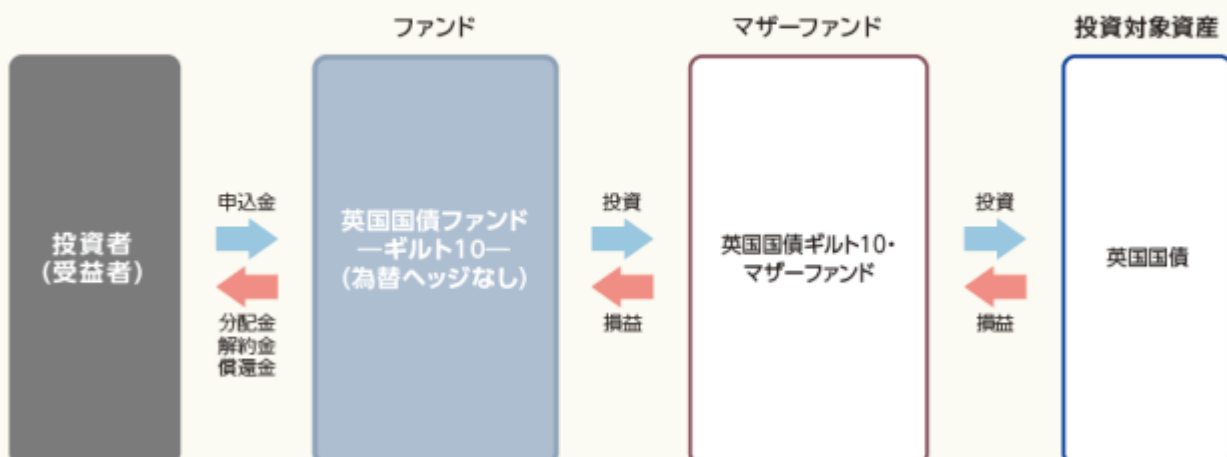 ファンド
マザーファンド
投資対象資産
投資者
(受益者)
申込金
分配金
解約金
償還金
英国国債ファンド
―ギルト10―
(為替ヘッジなし)
投資
損益
英国国債ギルト10・
マザーファンド
投資
損益
英国国債